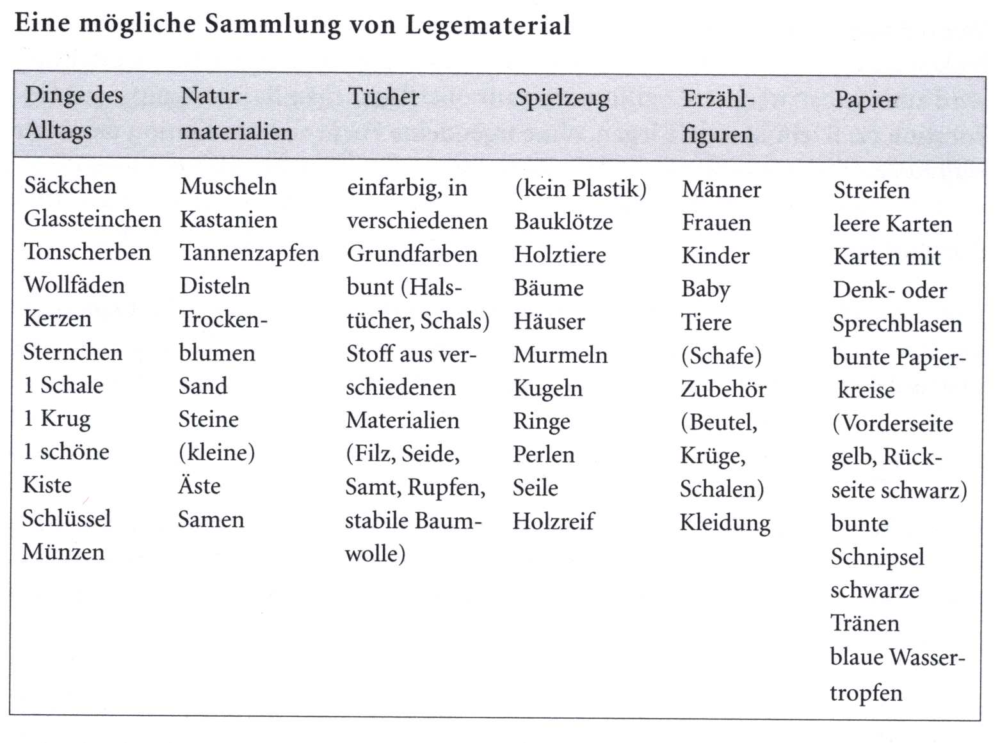 Eine mögliche Sammlung von Legematerial
Dinge des
Alltags
Säckchen
Glassteinchen
Tonscherben
Wollfäden
Kerzen
Sternchen
1 Schale
1 Krug
1 schöne
Kiste
Schlüssel
Münzen
Natur-
materialien
Muscheln
Kastanien
Tannenzapfen
Disteln
Trocken-
blumen
Sand
Steine
(kleine)
Äste
Samen
Tücher
einfarbig, in
verschiedenen
Grundfarben
bunt (Hals-
tücher, Schals)
Stoff aus ver-
schiedenen
Materialien
(Filz, Seide,
Samt, Rupfen,
stabile Baum-
wolle)
Spielzeug
(kein Plastik)
Bauklötze
Holztiere
Bäume
Häuser
Murmeln
Kugeln
Ringe
Perlen
Seile
Holzreif
Erzähl-
figuren
Männer
Frauen
Kinder
Baby
Tiere
(Schafe)
Zubehör
(Beutel,
Krüge,
Schalen)
Kleidung
Papier
Streifen
leere Karten
Karten mit
Denk- oder
Sprechblasen
bunte Papier-
kreise
(Vorderseite
gelb, Rück-
seite schwarz)
bunte
Schnipsel
schwarze
Tränen
blaue Wasser-
tropfen